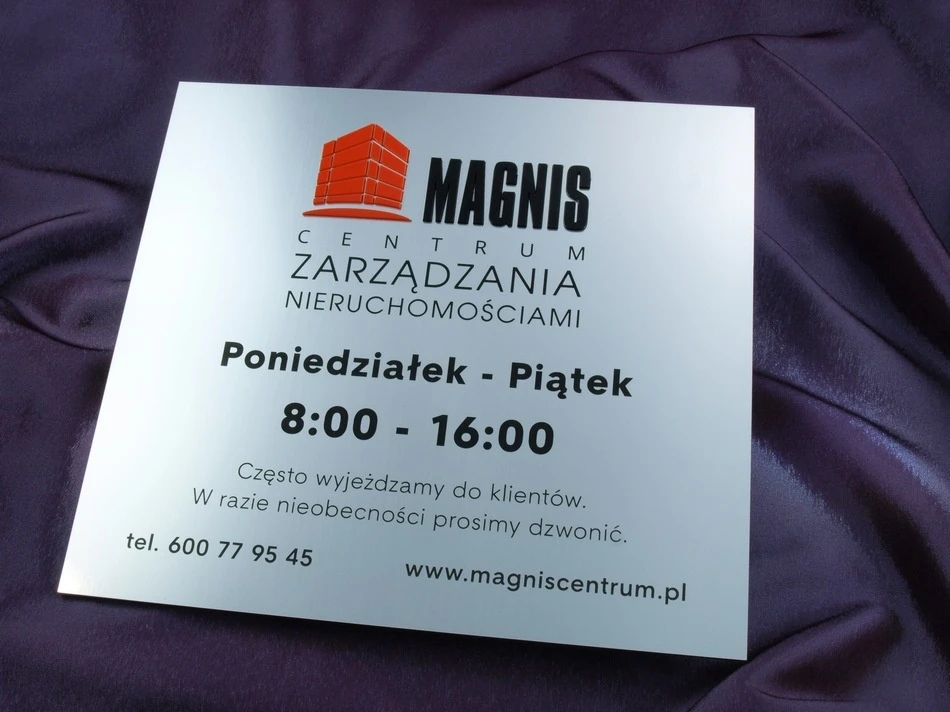 MAGNIS
CENTRUM
ZARZĄDZANIA
NIERUCHOMOŚCIAMI
Poniedziałek - Piątek
8:00 - 16:00
Często wyjeżdzamy do klientów.
W razie nieobecności prosimy dzwonić.
tel. 600 77 95 45
www.magniscentrum.pl